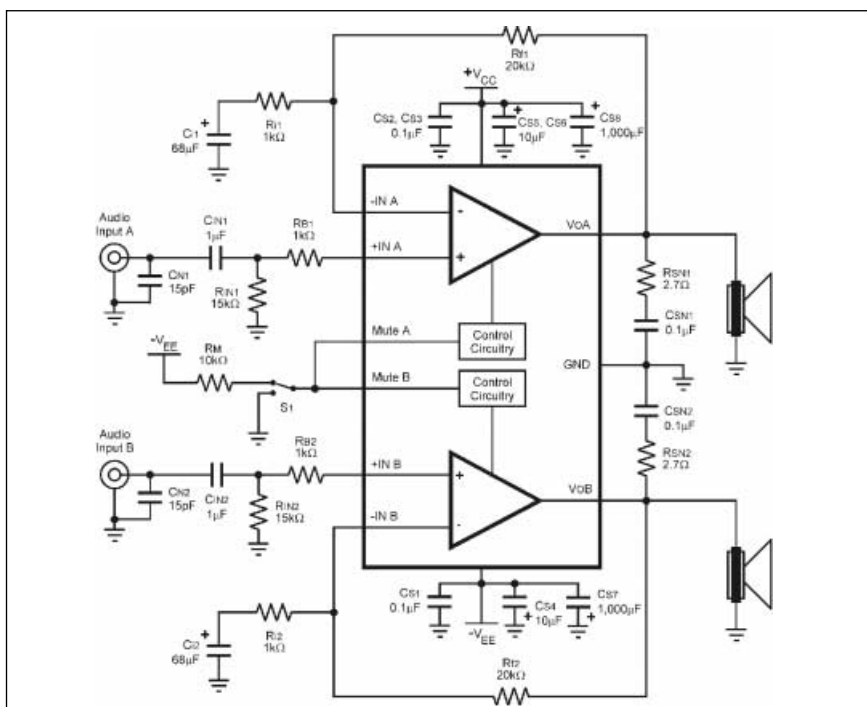 Rf1
20kΩ
+VCC
Ri1
1kΩ
Ci1
68µF
CS2, CS3
0.1µF
CS5, CS6
10µF
CS8
1,000µF
-IN A
Audio
Input A
CIN1
1µF
RB1
1kΩ
+IN A
VOA
CN1
15pF
RIN1
15kΩ
RSN1
2.7Ω
CSN1
0.1µF
-VEE
RM
10kΩ
Mute A
Control
Circuitry
GND
Mute B
Control
Circuitry
S1
CSN2
0.1µF
Audio
Input B
RB2
1kΩ
RSN2
2.7Ω
+IN B
VOB
CN2
15pF
CIN2
1µF
RIN2
15kΩ
-IN B
CS1
0.1µF
CS4
10µF
CS7
1,000µF
-VEE
Ci2
68µF
Ri2
1kΩ
Rf2
20kΩ